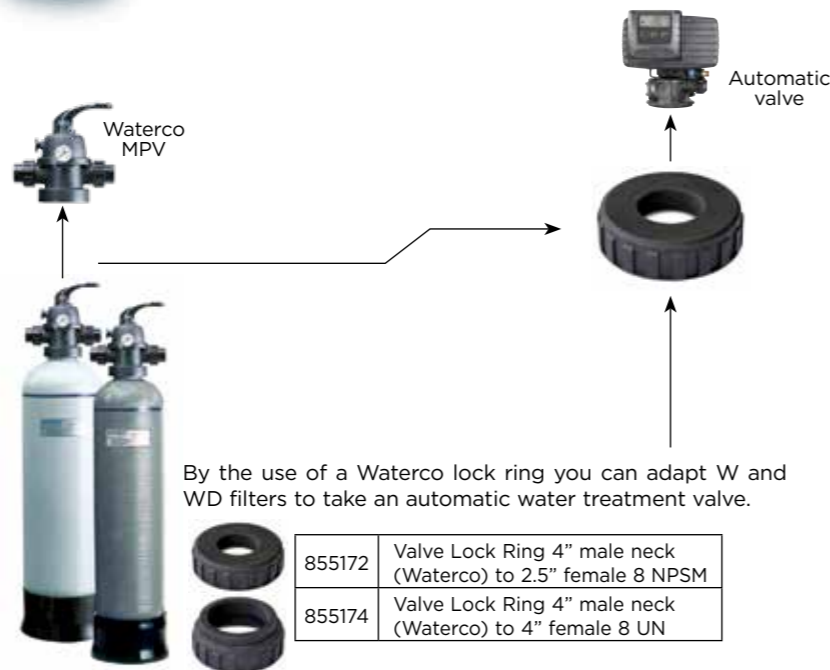 Automatic
valve
Waterco
MPV
By the use of a Waterco lock ring you can adapt W and
WD filters to take an automatic water treatment valve.
855172 Valve Lock Ring 4” male neck
(Waterco) to 2.5” female 8 NPSM
855174 Valve Lock Ring 4” male neck
(Waterco) to 4” female 8 UN